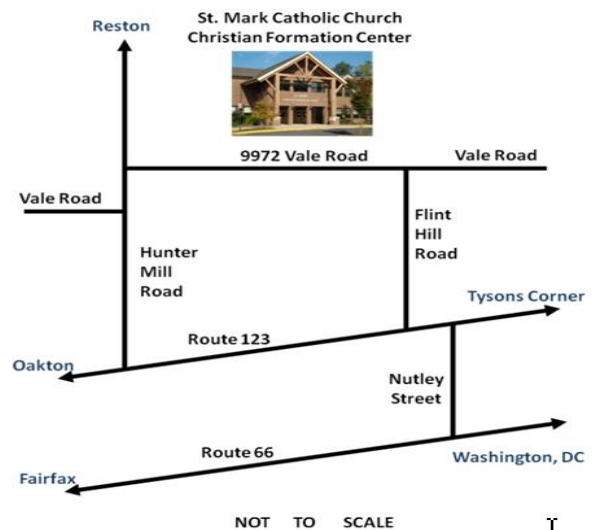 St. Mark Catholic Church
Christian Formation Center
Reston
9972 Vale Road
Vale Road
Vale Road
Flint
Hill
Road
Hunter
Mill
Road
Tysons Corner
Route 123
Oakton
Nutley
Street
Route 66
Washington, DC
Fairfax
NOT TO SCALE